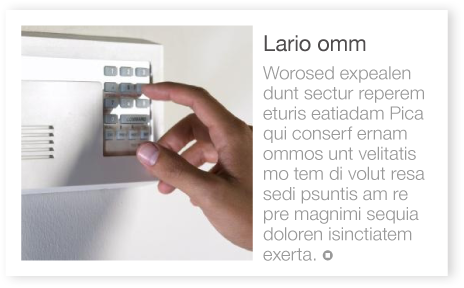 Lario omm
Worosed expealen
dunt sectur reperem
eturis eatiadam Pica
qui conserf ernam
ommos unt velitatis
mo tem di volut resa
sedi psuntis am re
pre magnimi sequia
doloren isinctiatem
exerta.